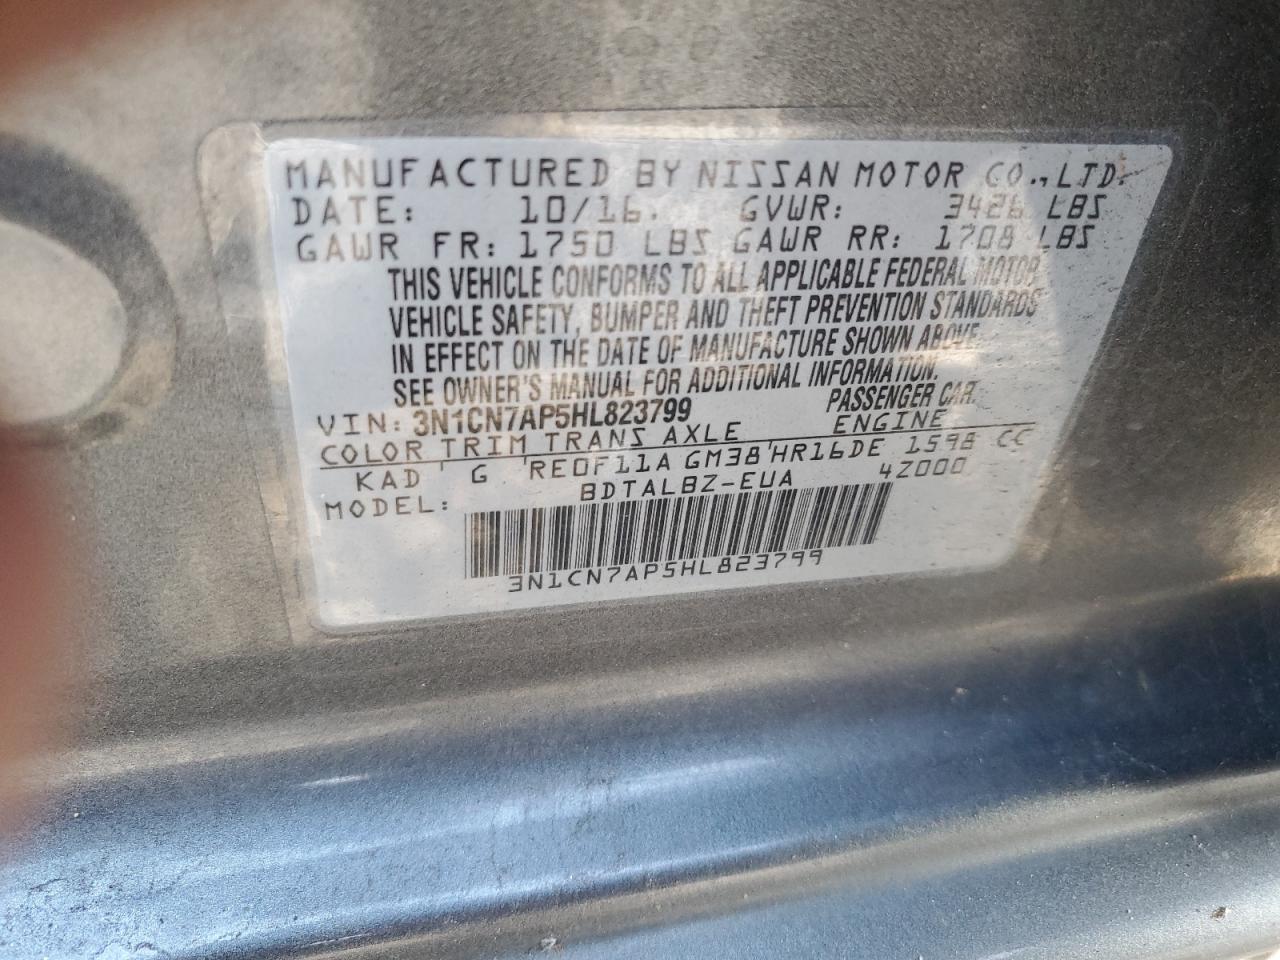 MANUFACTURED BY NISSAN MOTOR CO., LTD.
DATE: 10/16. GVWR: 3426 LBS
GAWR FR: 1750 LBS GAWR RR: 1708 LBS
THIS VEHICLE CONFORMS TO ALL APPLICABLE FEDERAL MOTOR
VEHICLE SAFETY, BUMPER AND THEFT PREVENTION STANDARDS
IN EFFECT ON THE DATE OF MANUFACTURE SHOWN ABOVE.
SEE OWNER'S MANUAL FOR ADDITIONAL INFORMATION.
VIN: 3N1CN7AP5HL823799 PASSENGER CAR
COLOR TRIM TRANS AXLE ENGINE
KAD G RE0F11A GM38 HR16DE 1598 CC
MODEL: BDTALBZ-EUA 4Z000
3N1CN7AP5HL823799